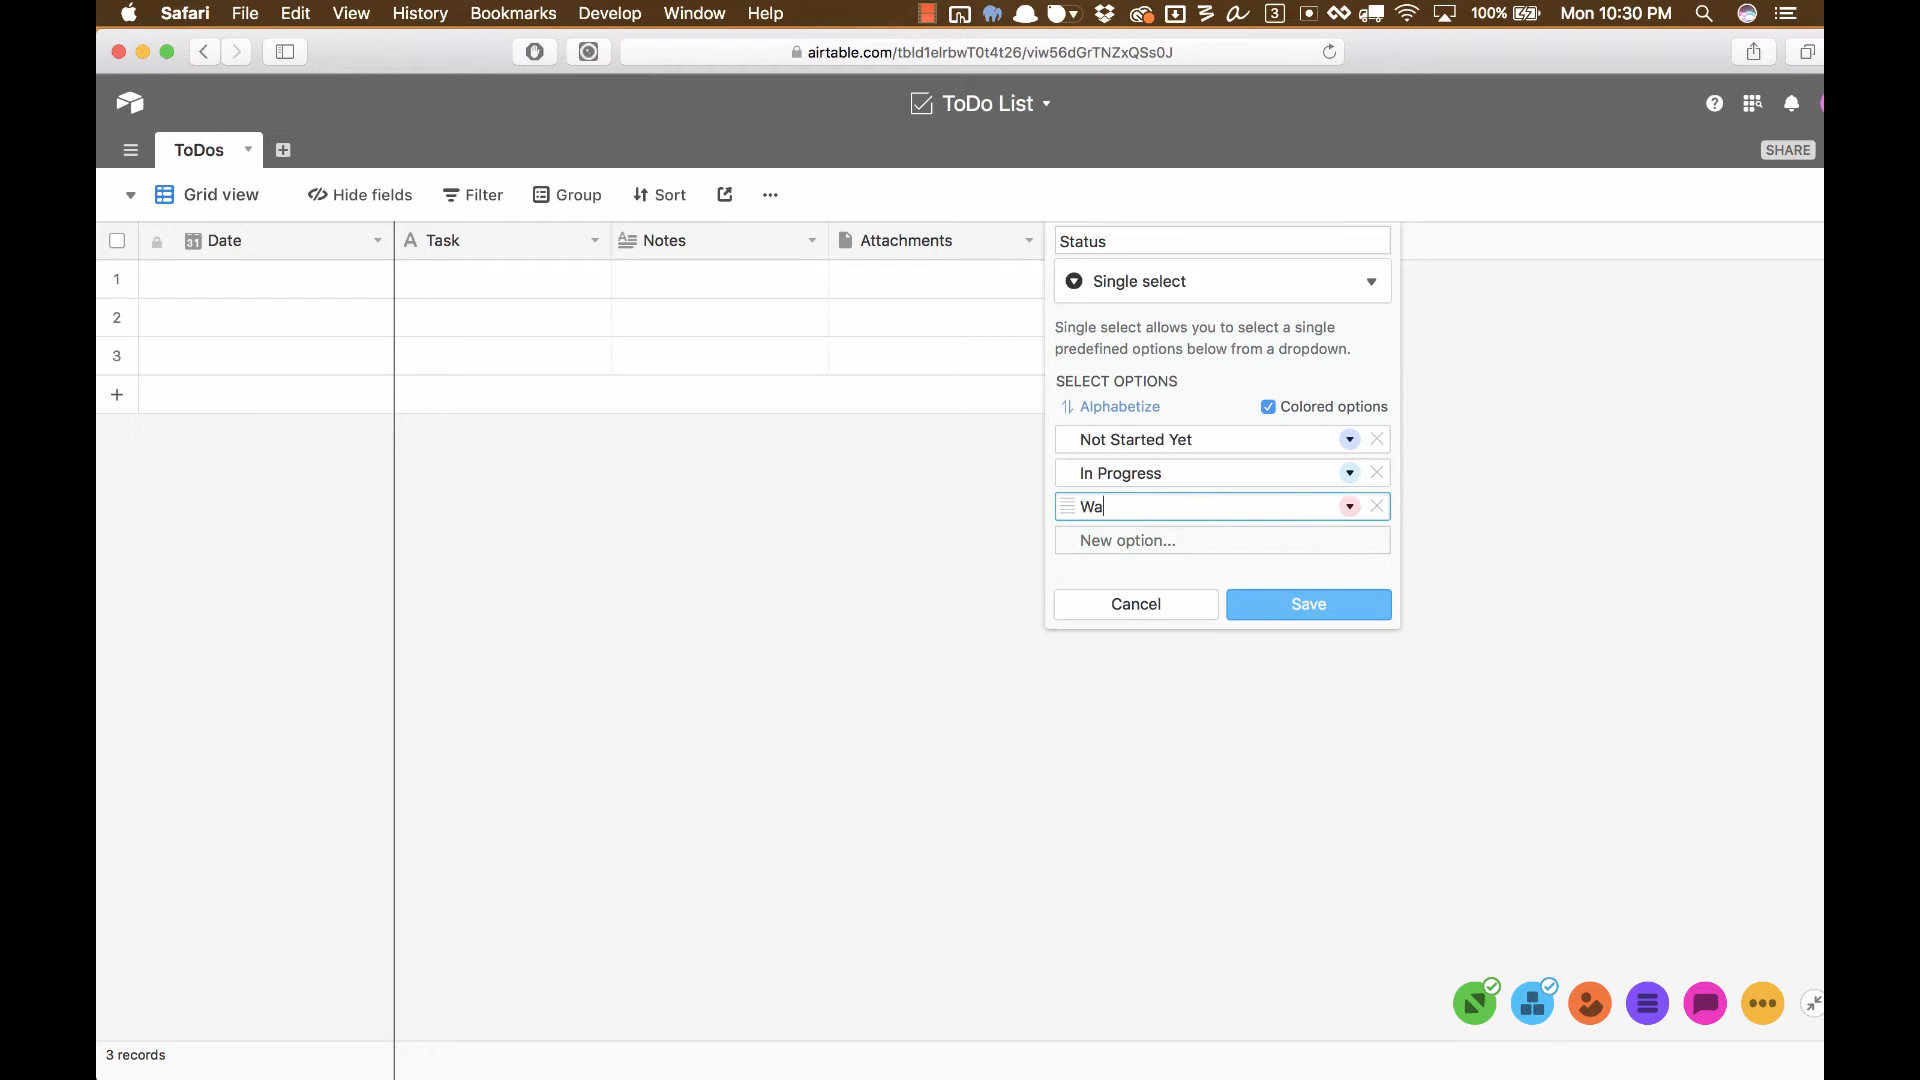 Safari File Edit View History Bookmarks Develop Window Help 3 100% Mon 10:30 PM
airtable.com/tbld1elrbwT0t4t26/viw56dGrTNZxQSs0J
ToDo List
ToDos
SHARE
Grid view Hide fields Filter Group Sort
31 Date A Task Notes Attachments
Status
1
Single select
2
Single select allows you to select a single
predefined options below from a dropdown.
3
SELECT OPTIONS
Alphabetize Colored options
Not Started Yet
In Progress
Wa
New option...
Cancel Save
3 records